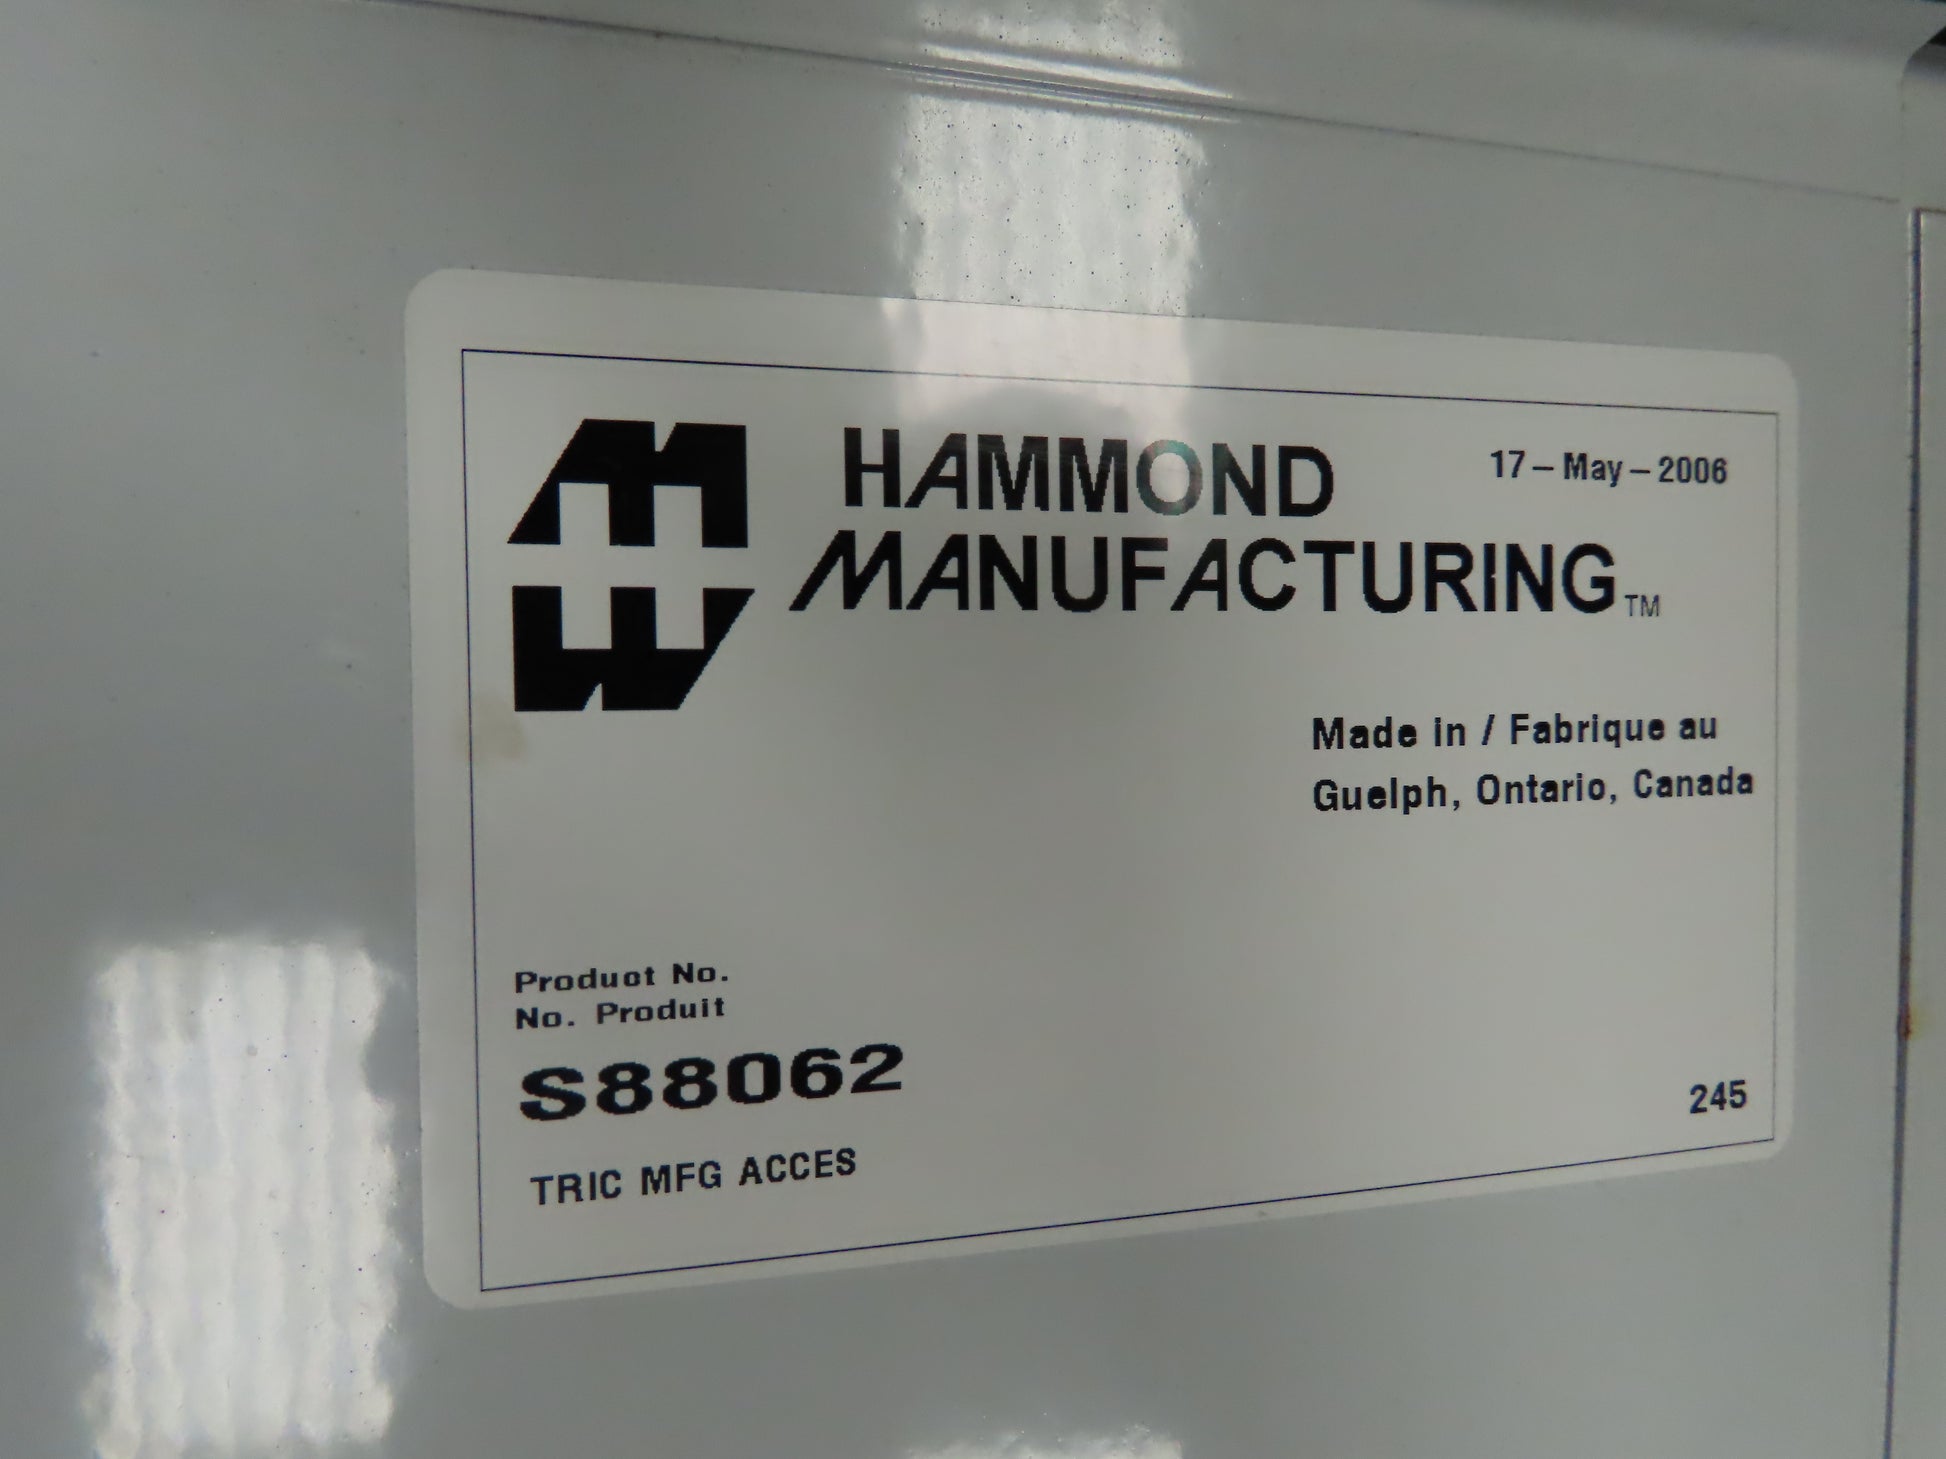 HAMMOND
MANUFACTURING™
17-May-2006
Made in / Fabrique au
Guelph, Ontario, Canada
Product No.
No. Produit
S88062
TRIC MFG ACCES
245